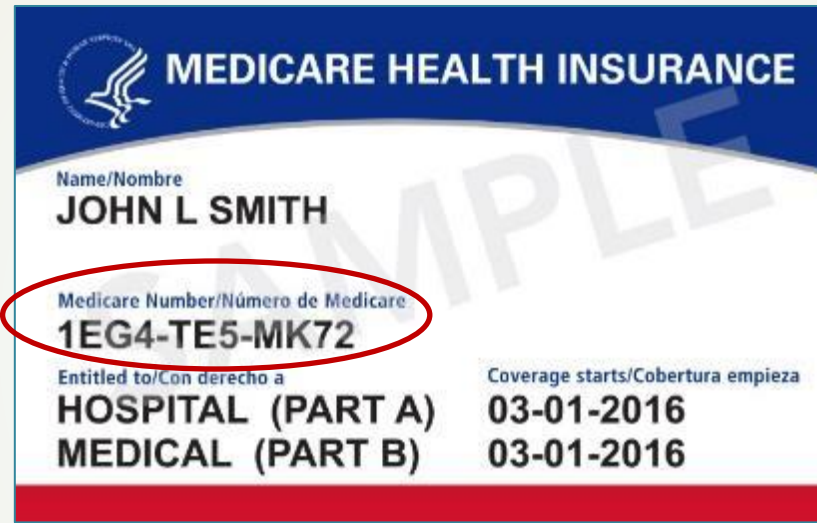 MEDICARE HEALTH INSURANCE
Name/Nombre
JOHN L SMITH
Medicare Number/Número de Medicare
1EG4-TE5-MK72
Entitled to/Con derecho a
HOSPITAL (PART A)
MEDICAL (PART B)
Coverage starts/Cobertura empieza
03-01-2016
03-01-2016
SAMPLE